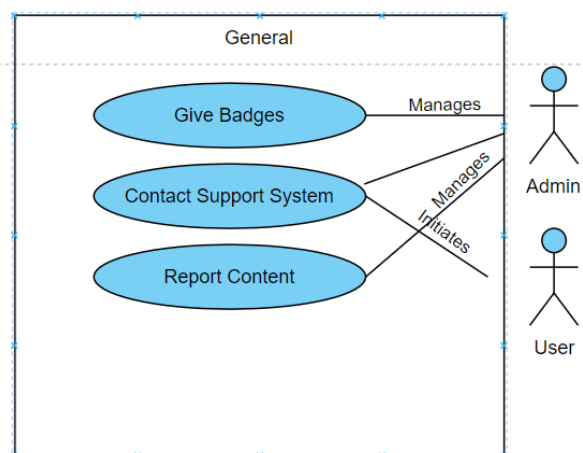 General
Give Badges
Manages
Contact Support System
Manages
Initiates
Report Content
Admin
User